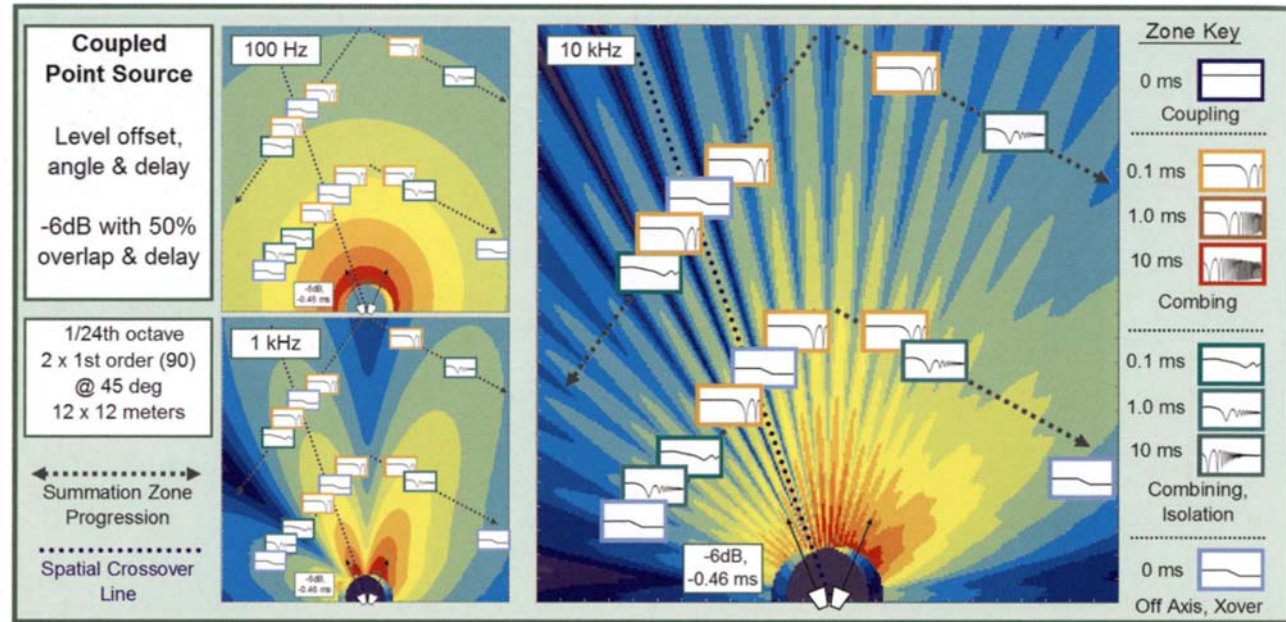 Coupled
Point Source
Level offset,
angle & delay
-6dB with 50%
overlap & delay
1/24th octave
2 x 1st order (90)
@ 45 deg
12 x 12 meters
Summation Zone
Progression
Spatial Crossover
Line
100 Hz
-6dB,
-0.46 ms
1 kHz
-6dB,
-0.46 ms
10 kHz
-6dB,
-0.46 ms
Zone Key
0 ms
Coupling
0.1 ms
1.0 ms
10 ms
Combing
0.1 ms
1.0 ms
10 ms
Combining,
Isolation
0 ms
Off Axis, Xover